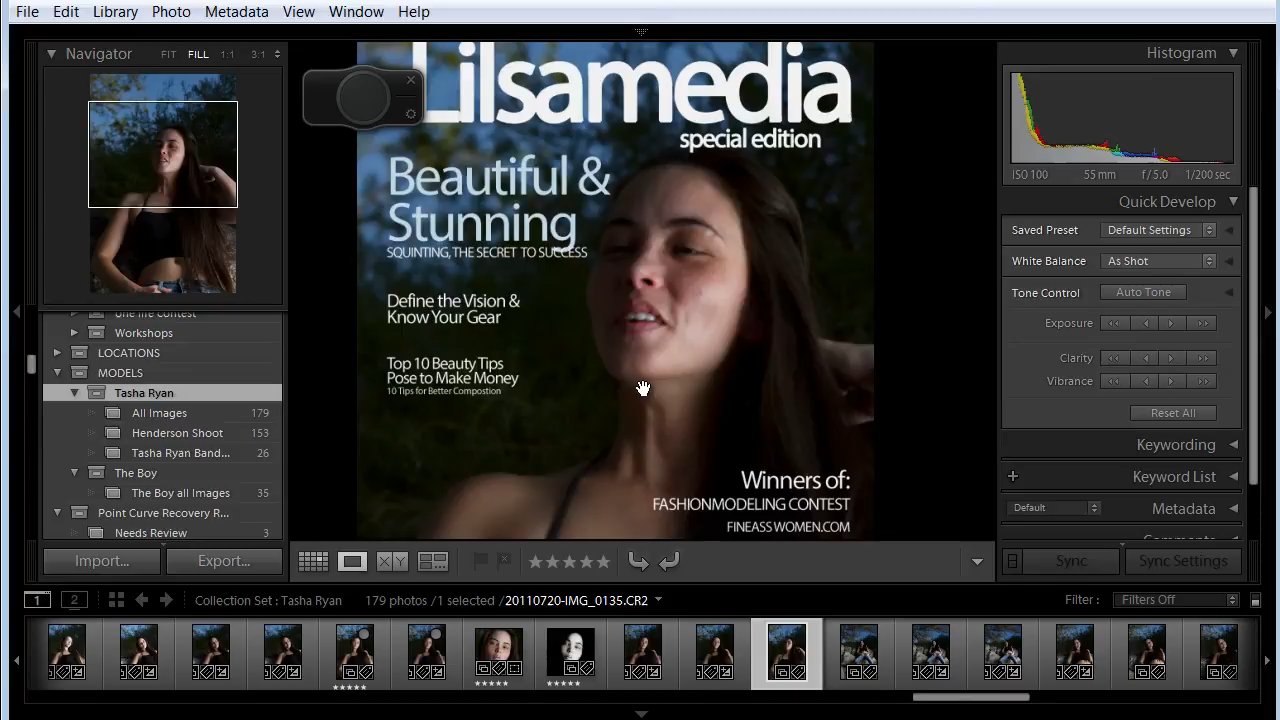 File Edit Library Photo Metadata View Window Help
Navigator FIT FILL 1:1 3:1
Workshops
LOCATIONS
MODELS
Tasha Ryan
All Images 179
Henderson Shoot 153
Tasha Ryan Band... 26
The Boy
The Boy all Images 35
Point Curve Recovery R...
Needs Review 3
Import... Export...
Lilsamedia
special edition
Beautiful &
Stunning
SQUINTING, THE SECRET TO SUCCESS
Define the Vision &
Know Your Gear
Top 10 Beauty Tips
Pose to Make Money
10 Tips for Better Compostion
Winners of:
FASHIONMODELING CONTEST
FINEASS WOMEN.COM
Histogram
ISO 100 55 mm f / 5.0 1/200 sec
Quick Develop
Saved Preset Default Settings
White Balance As Shot
Tone Control Auto Tone
Exposure
Clarity
Vibrance
Reset All
Keywording
Keyword List
Default Metadata
Sync Sync Settings
X Y
1 2 Collection Set : Tasha Ryan 179 photos / 1 selected / 20110720-IMG_0135.CR2 Filter : Filters Off